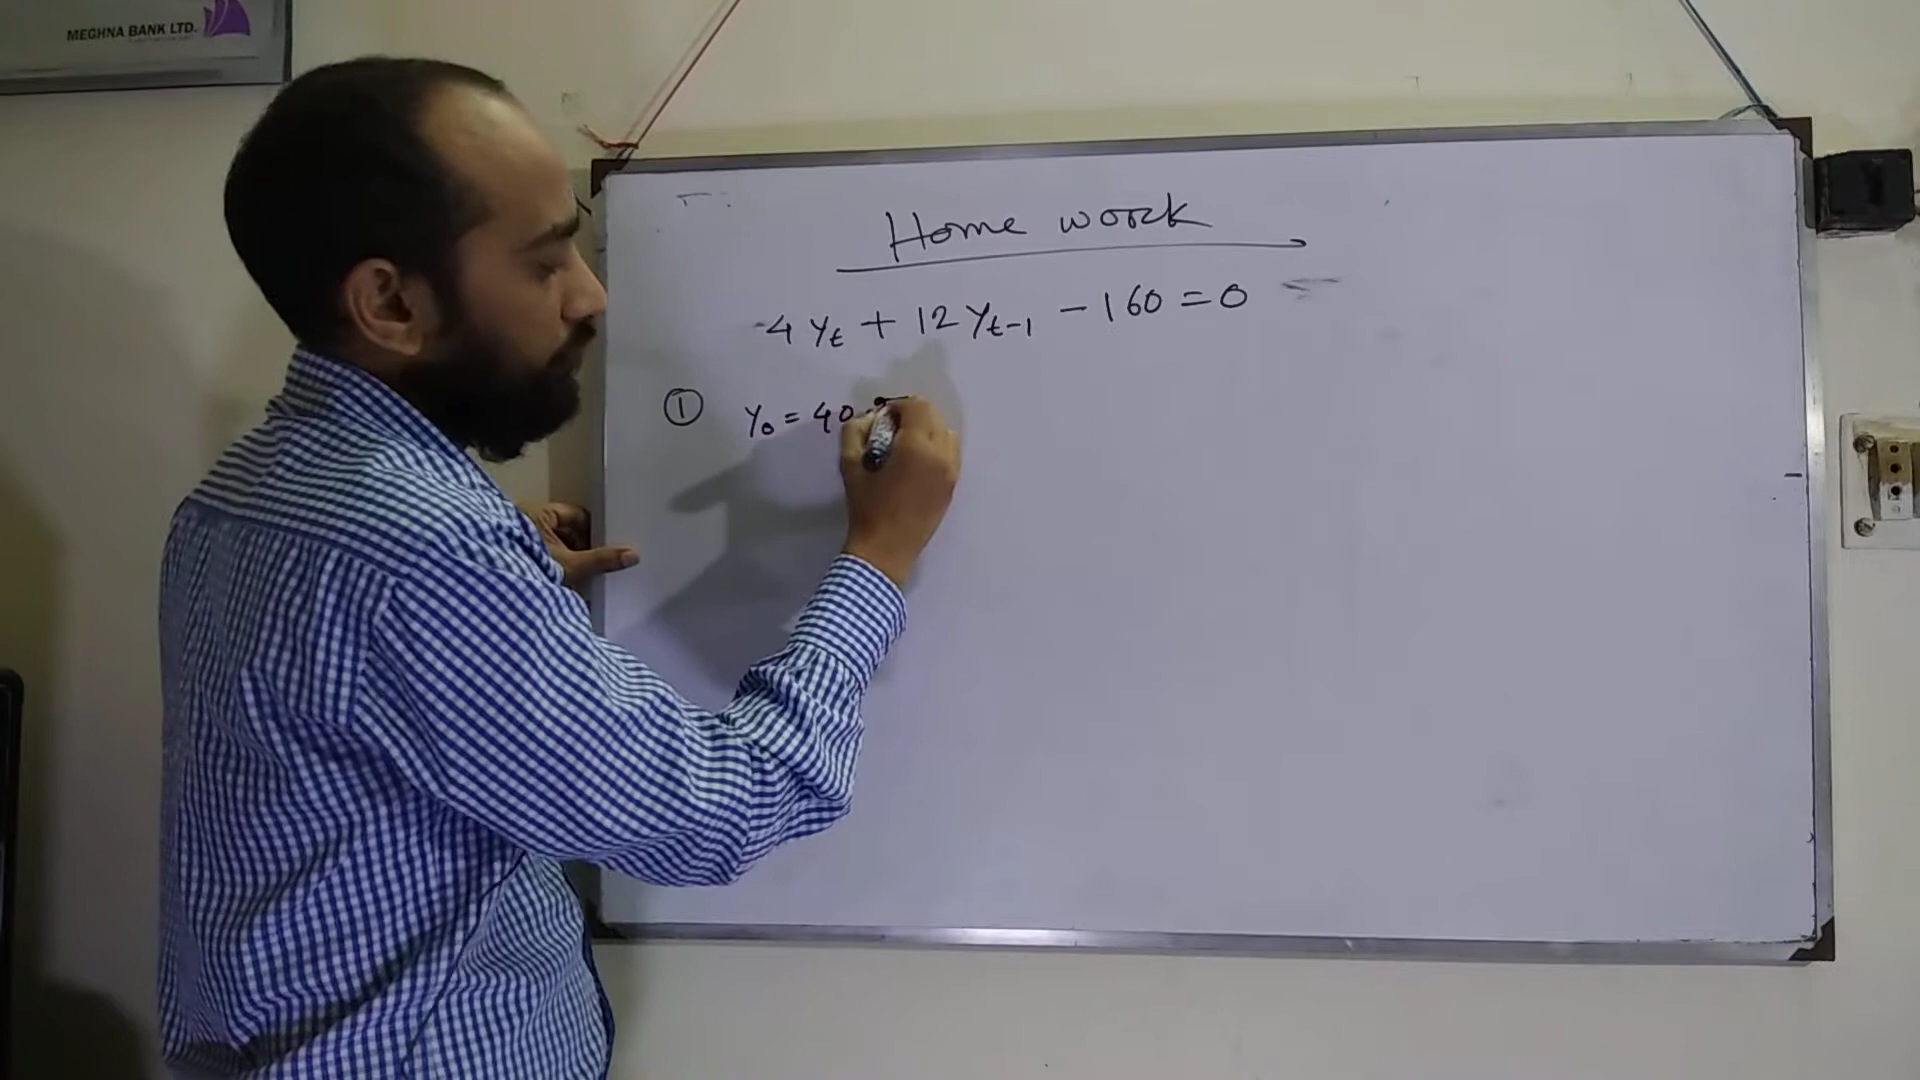 MEGHNA BANK LTD.
Home work
4 yt + 12 yt-1 - 160 = 0
① y0 = 40